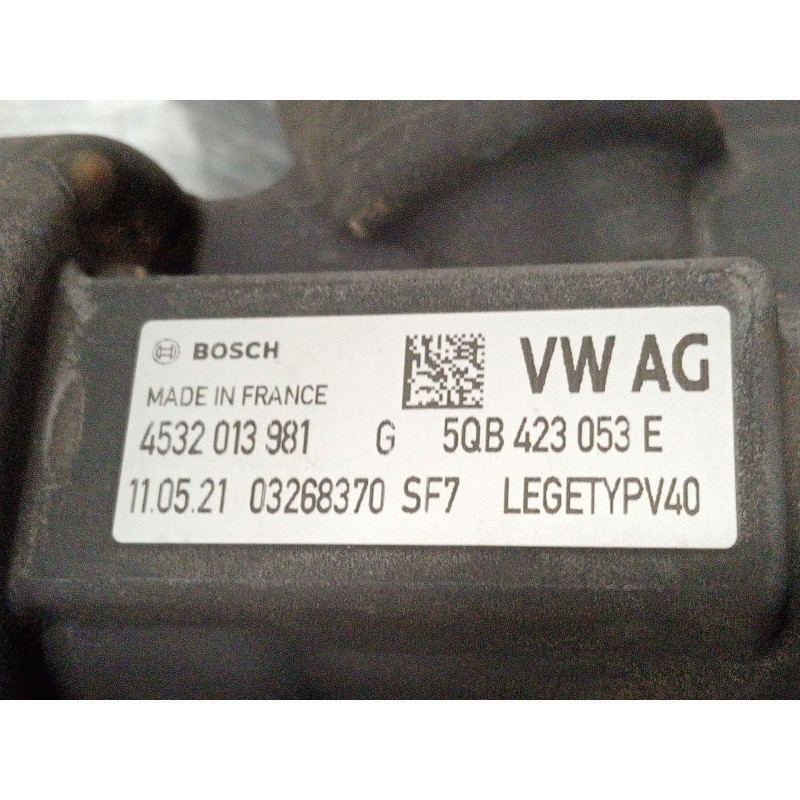 BOSCH VW AG
MADE IN FRANCE
4532 013 981 G 5QB 423 053 E
11.05.21 03268370 SF7 LEGETYPV40